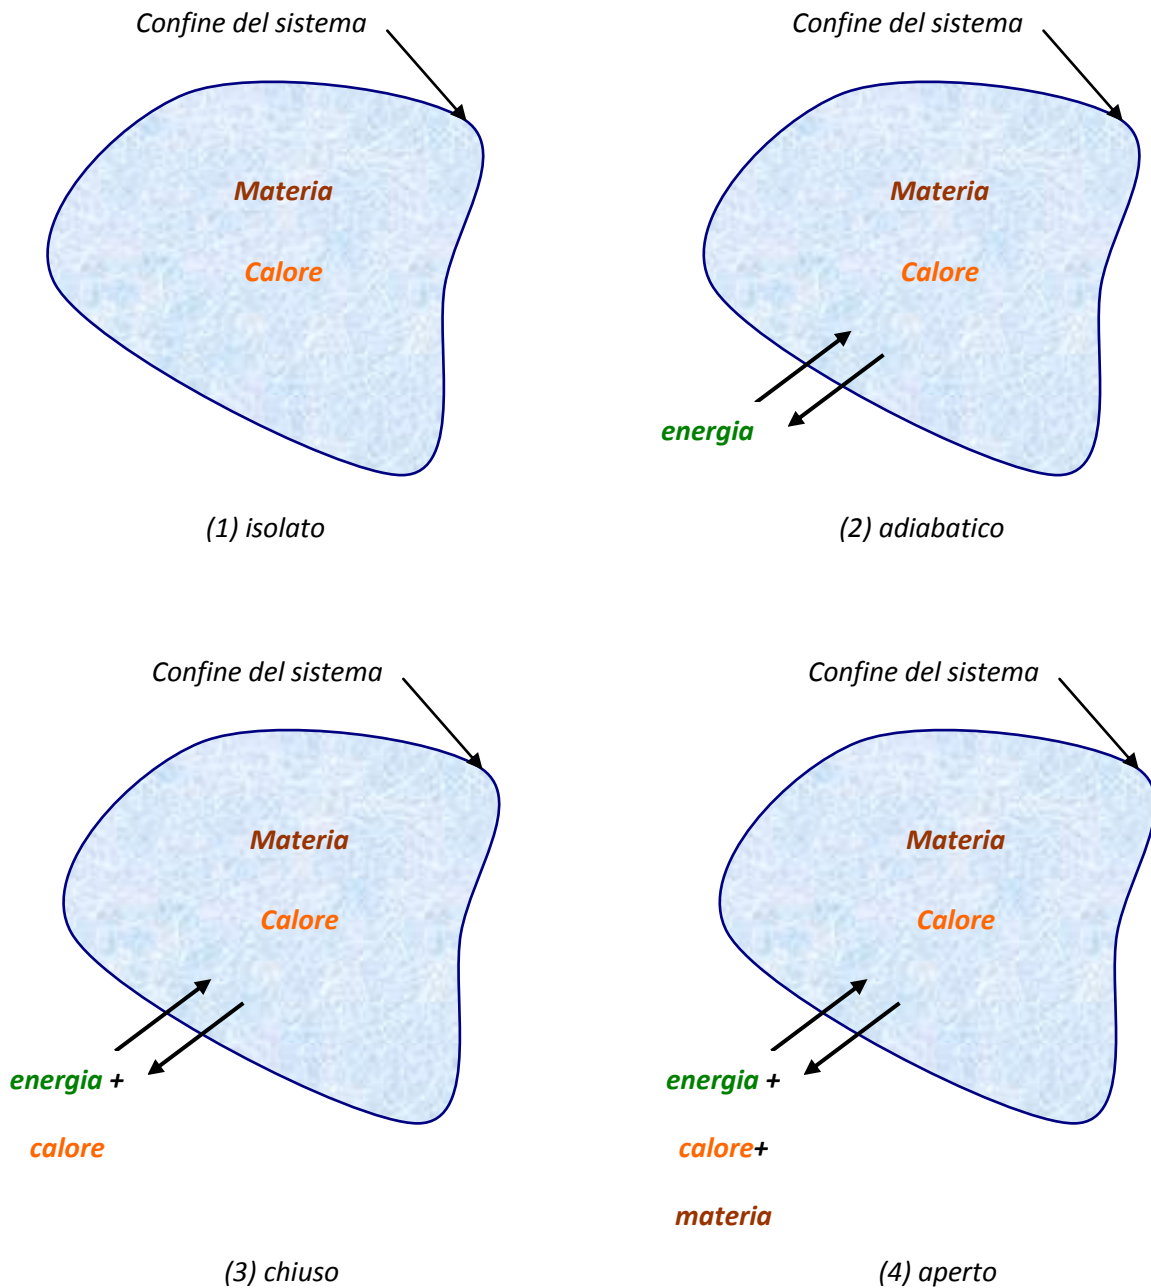 Confine del sistema
Materia
Calore
(1) isolato
Confine del sistema
Materia
Calore
energia
(2) adiabatico
Confine del sistema
Materia
Calore
energia +
calore
(3) chiuso
Confine del sistema
Materia
Calore
energia +
calore+
materia
(4) aperto